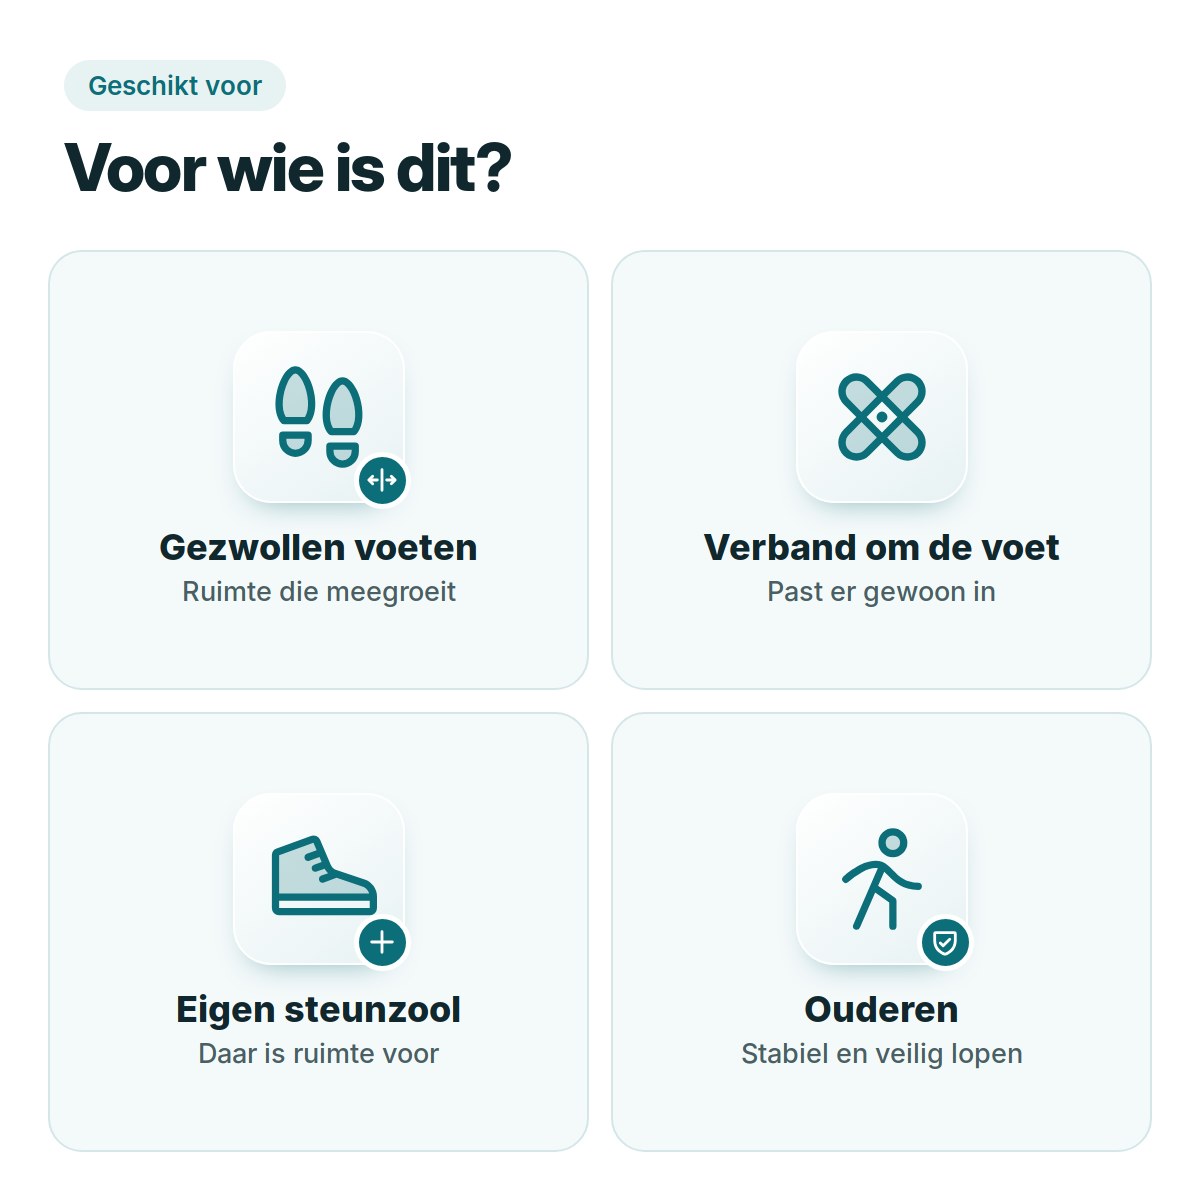 Geschikt voor
Voor wie is dit?
Gezwollen voeten
Ruimte die meegroeit
Verband om de voet
Past er gewoon in
Eigen steunzool
Daar is ruimte voor
Ouderen
Stabiel en veilig lopen